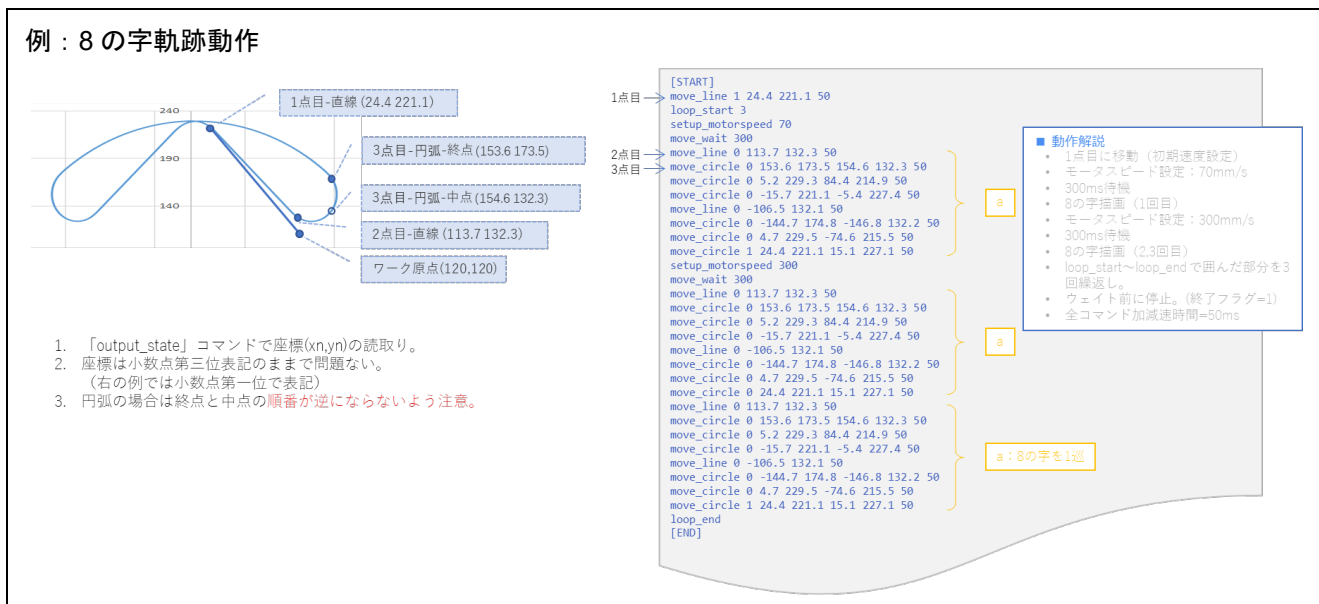 例：8の字軌跡動作
240
190
140
1点目-直線(24.4 221.1)
3点目-円弧-終点(153.6 173.5)
3点目-円弧-中点(154.6 132.3)
2点目-直線(113.7 132.3)
ワーク原点(120,120)
1. 「output_state」コマンドで座標(xn,yn)の読取り。
2. 座標は小数点第三位表記のままで問題ない。
（右の例では小数点第一位で表記）
3. 円弧の場合は終点と中点の順番が逆にならないよう注意。
1点目
2点目
3点目
[START]
move_line 1 24.4 221.1 50
loop_start 3
setup_motorspeed 70
move_wait 300
move_line 0 113.7 132.3 50
move_circle 0 153.6 173.5 154.6 132.3 50
move_circle 0 5.2 229.3 84.4 214.9 50
move_circle 0 -15.7 221.1 -5.4 227.4 50
move_line 0 -106.5 132.1 50
move_circle 0 -144.7 174.8 -146.8 132.2 50
move_circle 0 4.7 229.5 -74.6 215.5 50
move_circle 1 24.4 221.1 15.1 227.1 50
setup_motorspeed 300
move_wait 300
move_line 0 113.7 132.3 50
move_circle 0 153.6 173.5 154.6 132.3 50
move_circle 0 5.2 229.3 84.4 214.9 50
move_circle 0 -15.7 221.1 -5.4 227.4 50
move_line 0 -106.5 132.1 50
move_circle 0 -144.7 174.8 -146.8 132.2 50
move_circle 0 4.7 229.5 -74.6 215.5 50
move_circle 0 24.4 221.1 15.1 227.1 50
move_line 0 113.7 132.3 50
move_circle 0 153.6 173.5 154.6 132.3 50
move_circle 0 5.2 229.3 84.4 214.9 50
move_circle 0 -15.7 221.1 -5.4 227.4 50
move_line 0 -106.5 132.1 50
move_circle 0 -144.7 174.8 -146.8 132.2 50
move_circle 0 4.7 229.5 -74.6 215.5 50
move_circle 1 24.4 221.1 15.1 227.1 50
loop_end
[END]
a
a
a：8の字を1巡
■ 動作解説
• 1点目に移動（初期速度設定）
• モータスピード設定：70mm/s
• 300ms待機
• 8の字描画（1回目）
• モータスピード設定：300mm/s
• 300ms待機
• 8の字描画（2,3回目）
• loop_start～loop_endで囲んだ部分を3
回繰返し。
• ウェイト前に停止。(終了フラグ=1)
• 全コマンド加減速時間=50ms